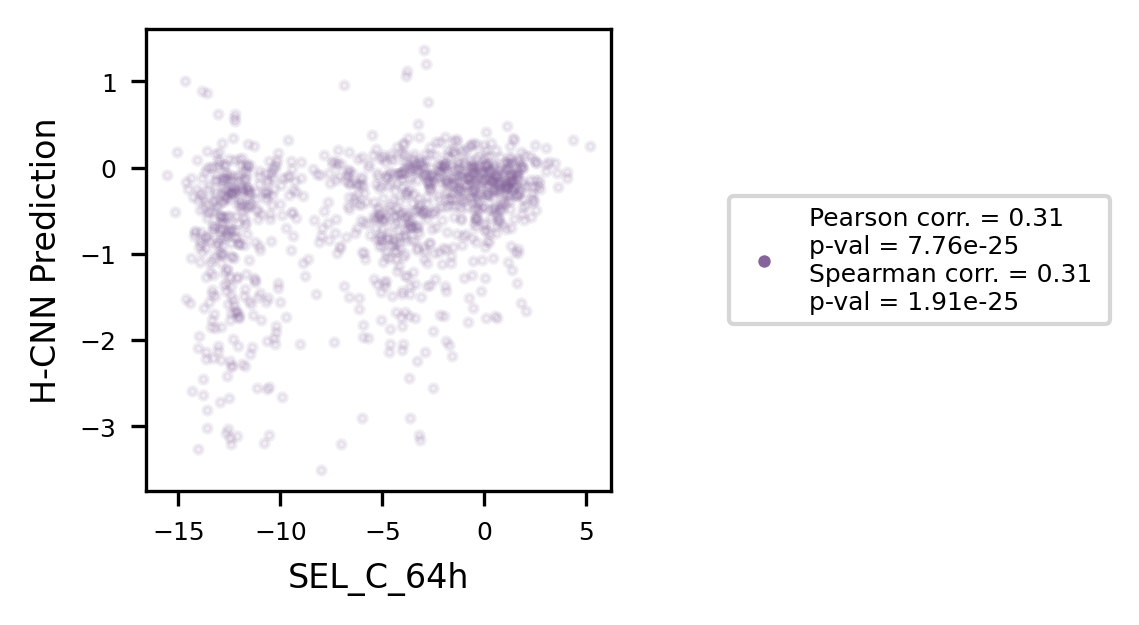 1
0
−1
−2
−3
H-CNN Prediction
−15
−10
−5
0
5
SEL_C_64h
Pearson corr. = 0.31
p-val = 7.76e-25
Spearman corr. = 0.31
p-val = 1.91e-25